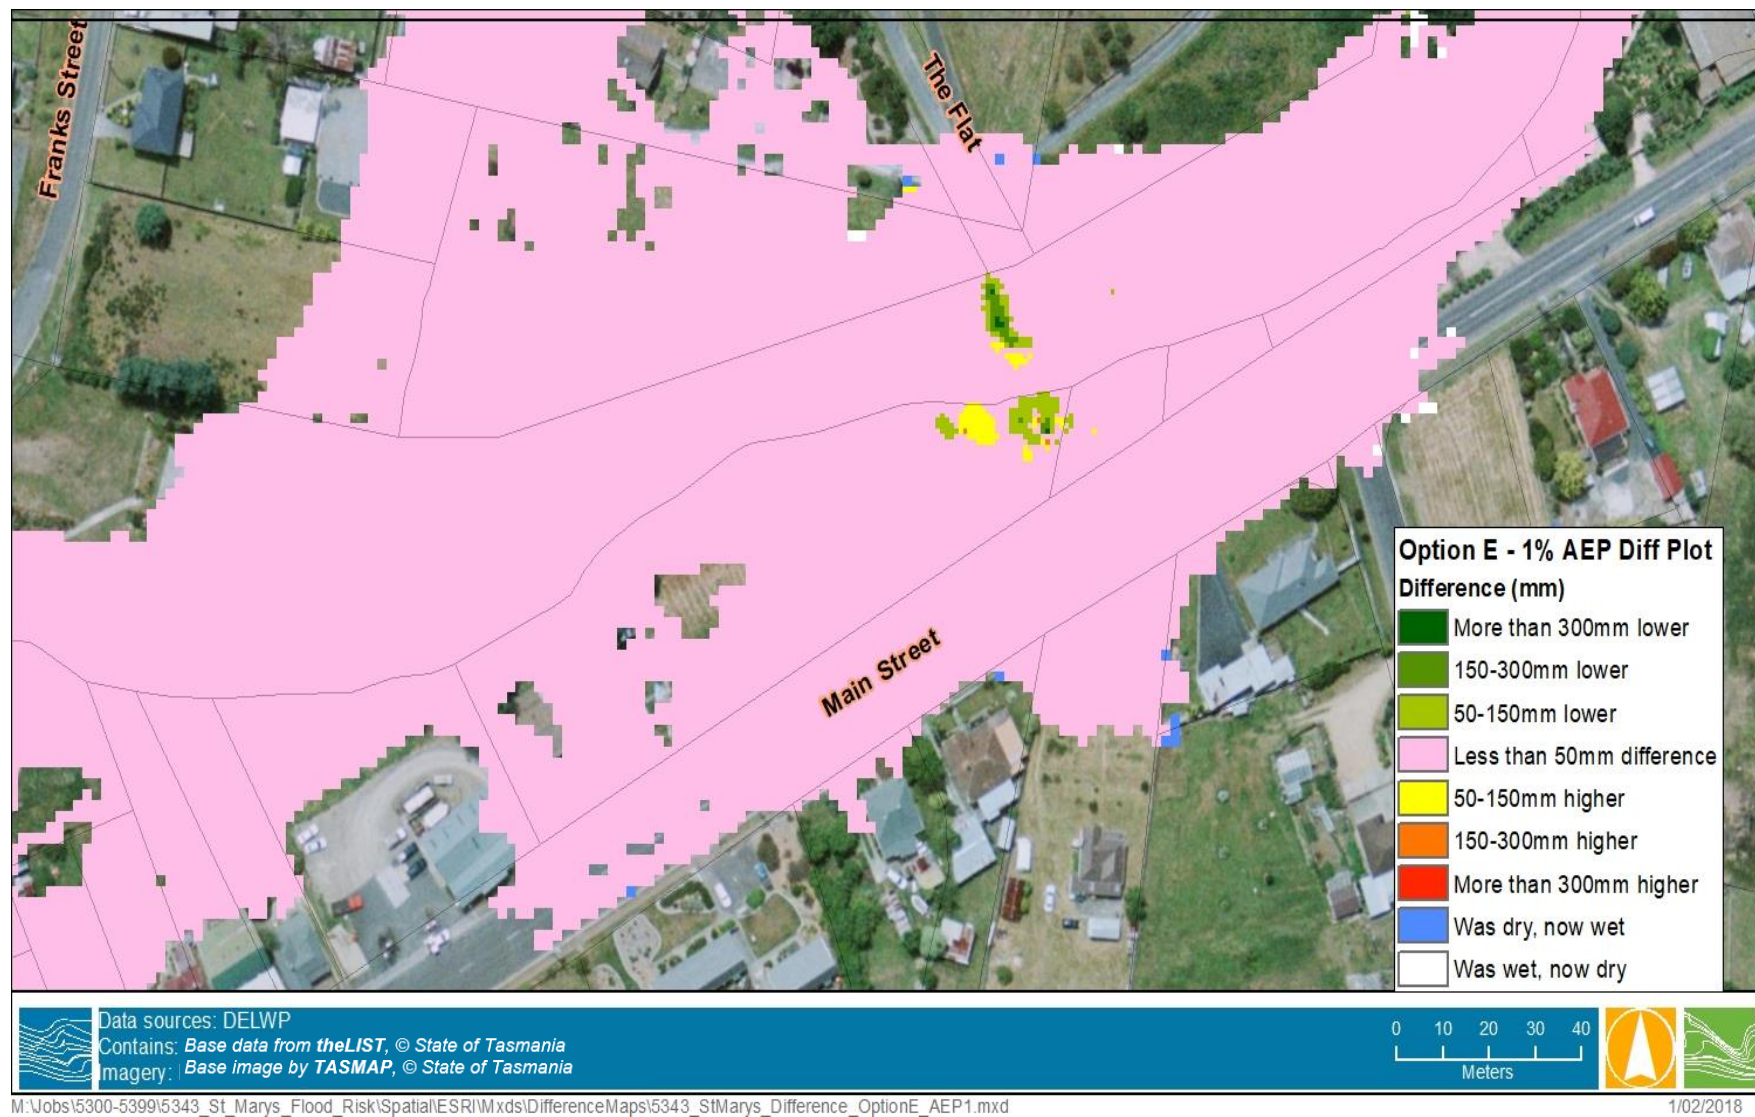 Franks Street
The Flat
Main Street
Option E - 1% AEP Diff Plot
Difference (mm)
More than 300mm lower
150-300mm lower
50-150mm lower
Less than 50mm difference
50-150mm higher
150-300mm higher
More than 300mm higher
Was dry, now wet
Was wet, now dry
Data sources: DELWP
Contains: Base data from theLIST, © State of Tasmania
Imagery: Base image by TASMAP, © State of Tasmania
0 10 20 30 40
Meters
M:\Jobs\5300-5399\5343_St_Marys_Flood_Risk\Spatial\ESRI\Mxds\DifferenceMaps\5343_StMarys_Difference_OptionE_AEP1.mxd
1/02/2018